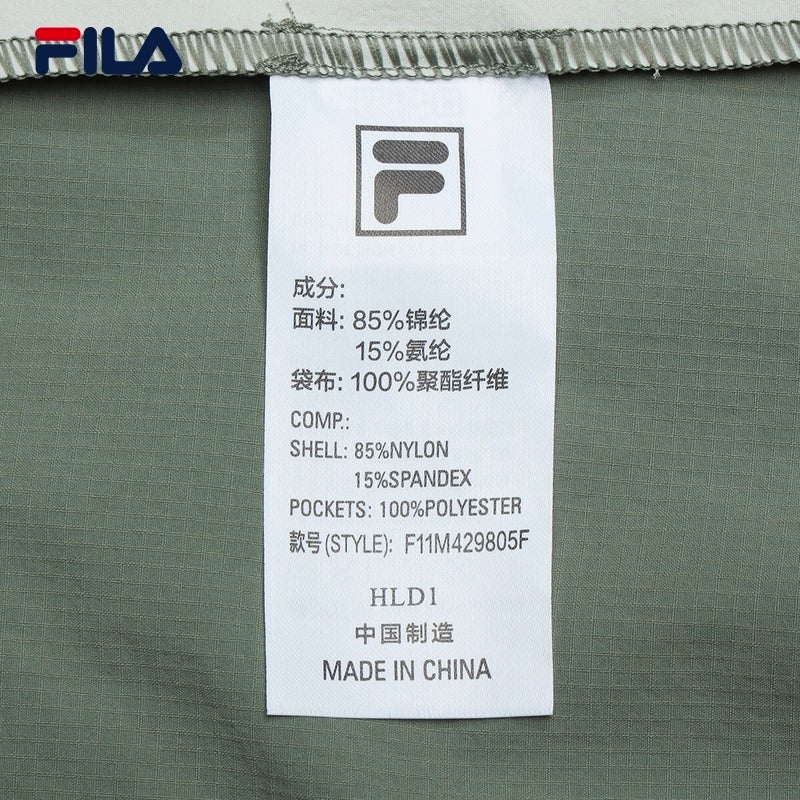 FILA
F
成分:
面料: 85%锦纶
15%氨纶
袋布: 100%聚酯纤维
COMP.:
SHELL: 85%NYLON
15%SPANDEX
POCKETS: 100%POLYESTER
款号(STYLE): F11M429805F
HLD1
中国制造
MADE IN CHINA